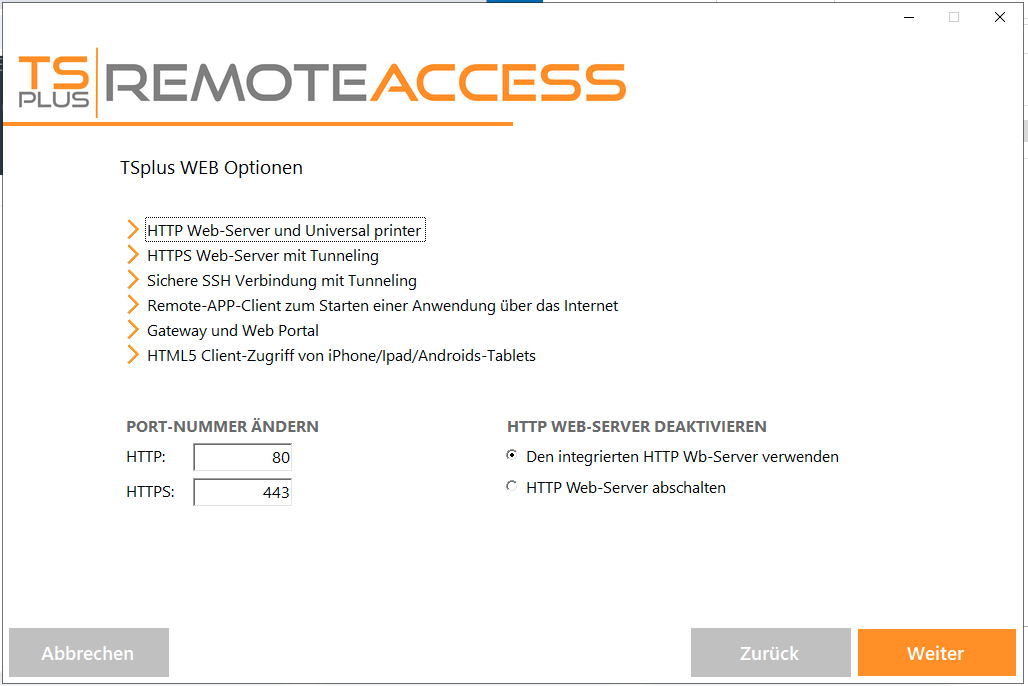 TS PLUS REMOTEACCESS
TSplus WEB Optionen
HTTP Web-Server und Universal printer
HTTPS Web-Server mit Tunneling
Sichere SSH Verbindung mit Tunneling
Remote-APP-Client zum Starten einer Anwendung über das Internet
Gateway und Web Portal
HTML5 Client-Zugriff von iPhone/Ipad/Androids-Tablets
PORT-NUMMER ÄNDERN
HTTP: 80
HTTPS: 443
HTTP WEB-SERVER DEAKTIVIEREN
Den integrierten HTTP Wb-Server verwenden
HTTP Web-Server abschalten
Abbrechen
Zurück
Weiter